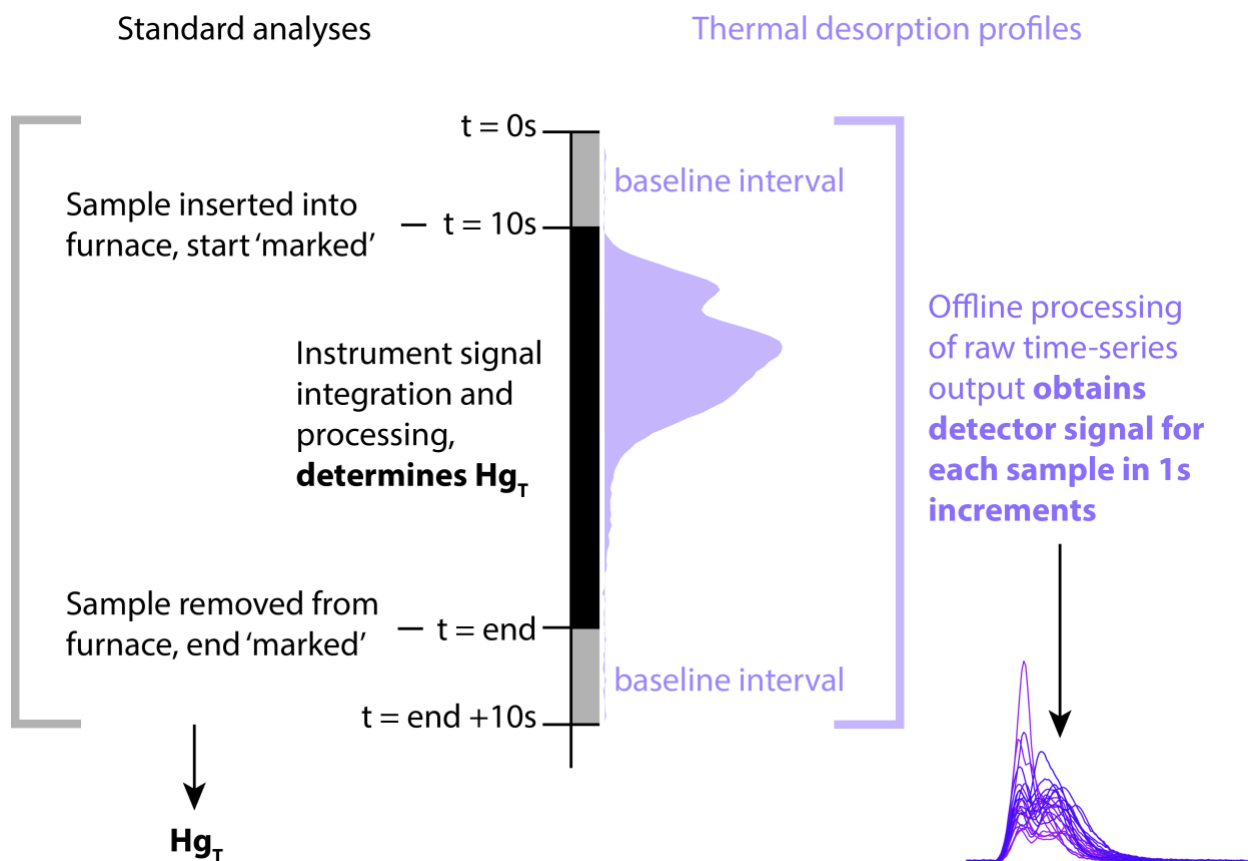 Standard analyses
Thermal desorption profiles
t = 0s
baseline interval
Sample inserted into
furnace, start ‘marked’
t = 10s
Instrument signal
integration and
processing,
determines HgT
Offline processing
of raw time-series
output obtains
detector signal for
each sample in 1s
increments
Sample removed from
furnace, end ‘marked’
t = end
baseline interval
t = end +10s
HgT